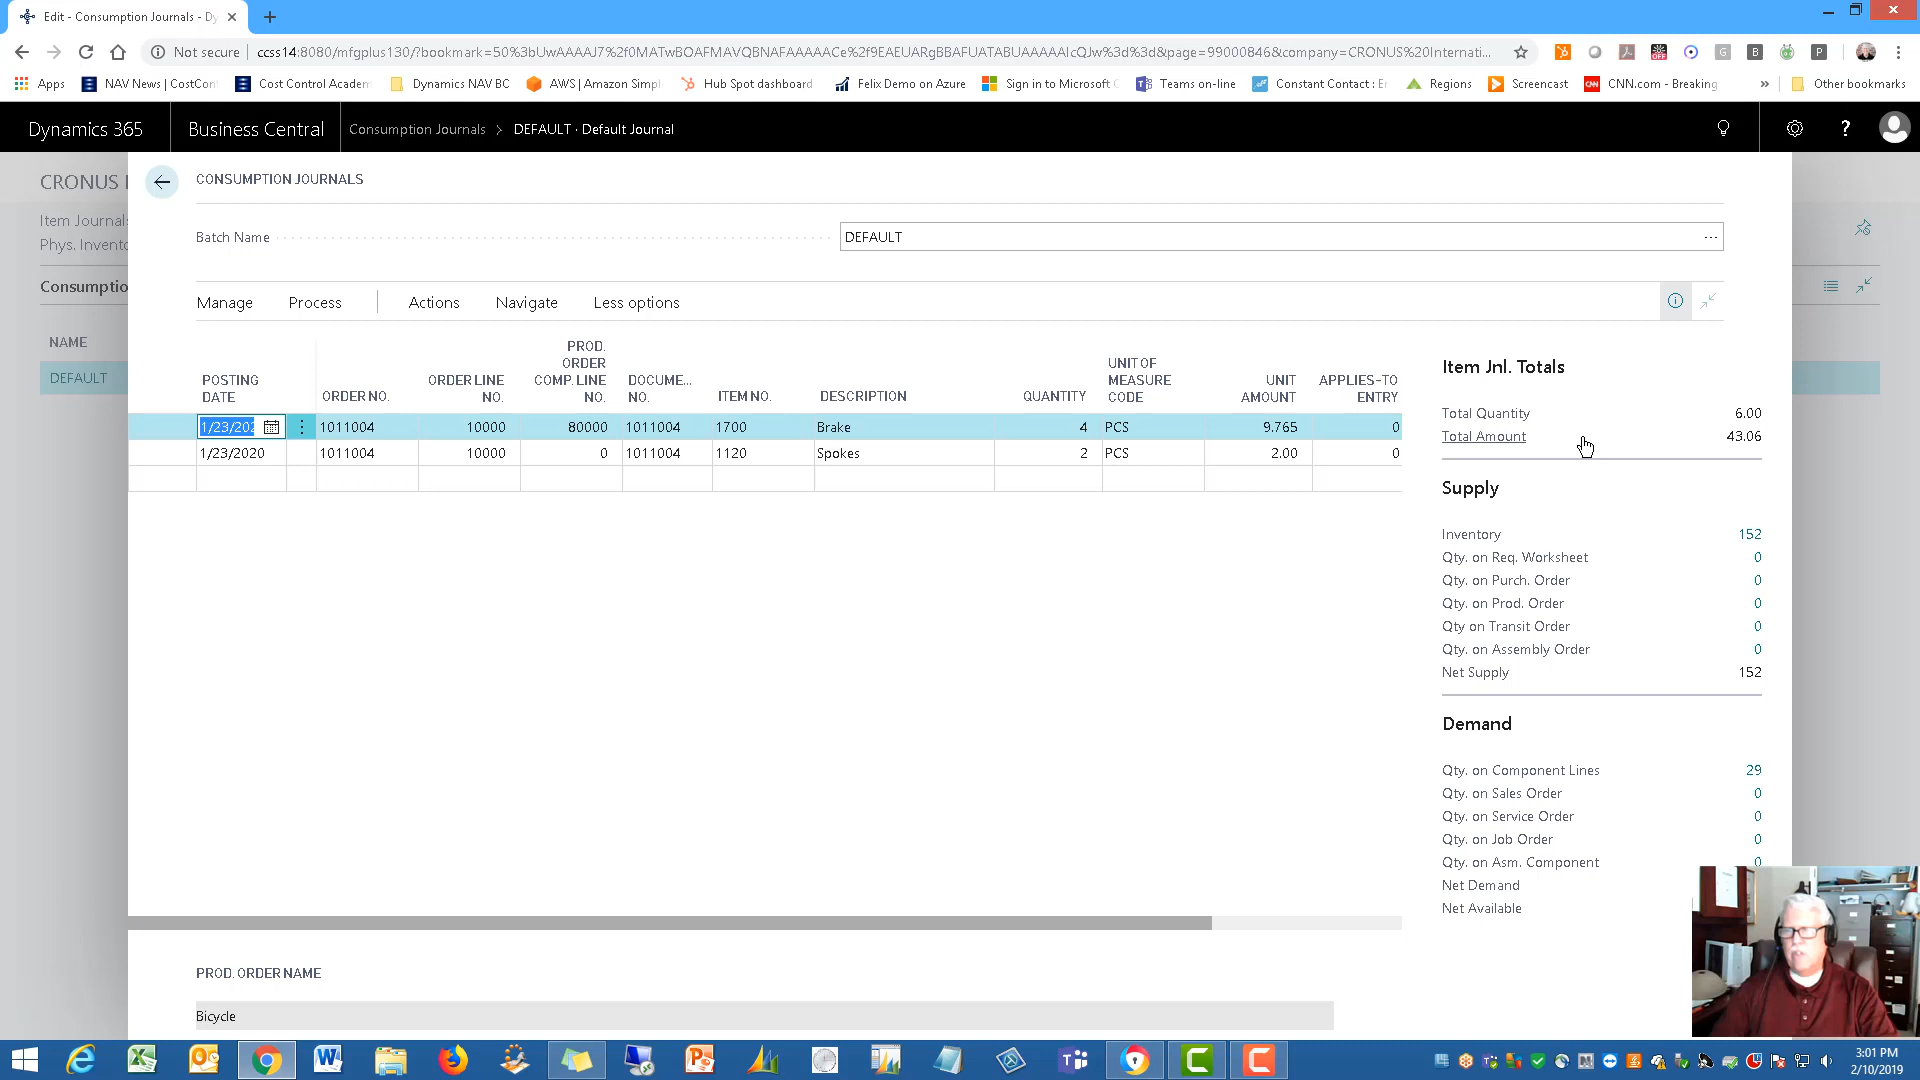 Edit - Consumption Journals - Dy
Not secure
ccss14:8080/mfgplus130/?bookmark=50%3bUwAAAAJ7%2f0MATwBOAFMAVQBNAFAAAAACe%2f9EAEUARgBBAFUATABUAAAAAIcQJw%3d%3d&page=99000846&company=CRONUS%20Internati...
Apps
NAV News | CostCont
Cost Control Academ
Dynamics NAV BC
AWS | Amazon Simpl
Hub Spot dashboard
Felix Demo on Azure
Sign in to Microsoft
Teams on-line
Constant Contact : Er
Regions
Screencast
CNN.com - Breaking
»
Other bookmarks
Dynamics 365
Business Central
Consumption Journals > DEFAULT · Default Journal
?
CRONUS
Item Journals
Phys. Invento
Consumptio
NAME
DEFAULT
CONSUMPTION JOURNALS
Batch Name
DEFAULT
...
Manage
Process
Actions
Navigate
Less options
POSTING DATE
ORDER NO.
ORDER LINE NO.
PROD. ORDER COMP. LINE NO.
DOCUME... NO.
ITEM NO.
DESCRIPTION
QUANTITY
UNIT OF MEASURE CODE
UNIT AMOUNT
APPLIES-TO ENTRY
1/23/202 1011004 10000 80000 1011004 1700 Brake 4 PCS 9.765 0
1/23/2020 1011004 10000 0 1011004 1120 Spokes 2 PCS 2.00 0
Item Jnl. Totals
Total Quantity 6.00
Total Amount 43.06
Supply
Inventory 152
Qty. on Req. Worksheet 0
Qty. on Purch. Order 0
Qty. on Prod. Order 0
Qty on Transit Order 0
Qty. on Assembly Order 0
Net Supply 152
Demand
Qty. on Component Lines 29
Qty. on Sales Order 0
Qty. on Service Order 0
Qty. on Job Order 0
Qty. on Asm. Component 0
Net Demand
Net Available
PROD. ORDER NAME
Bicycle
3:01 PM
2/10/2019